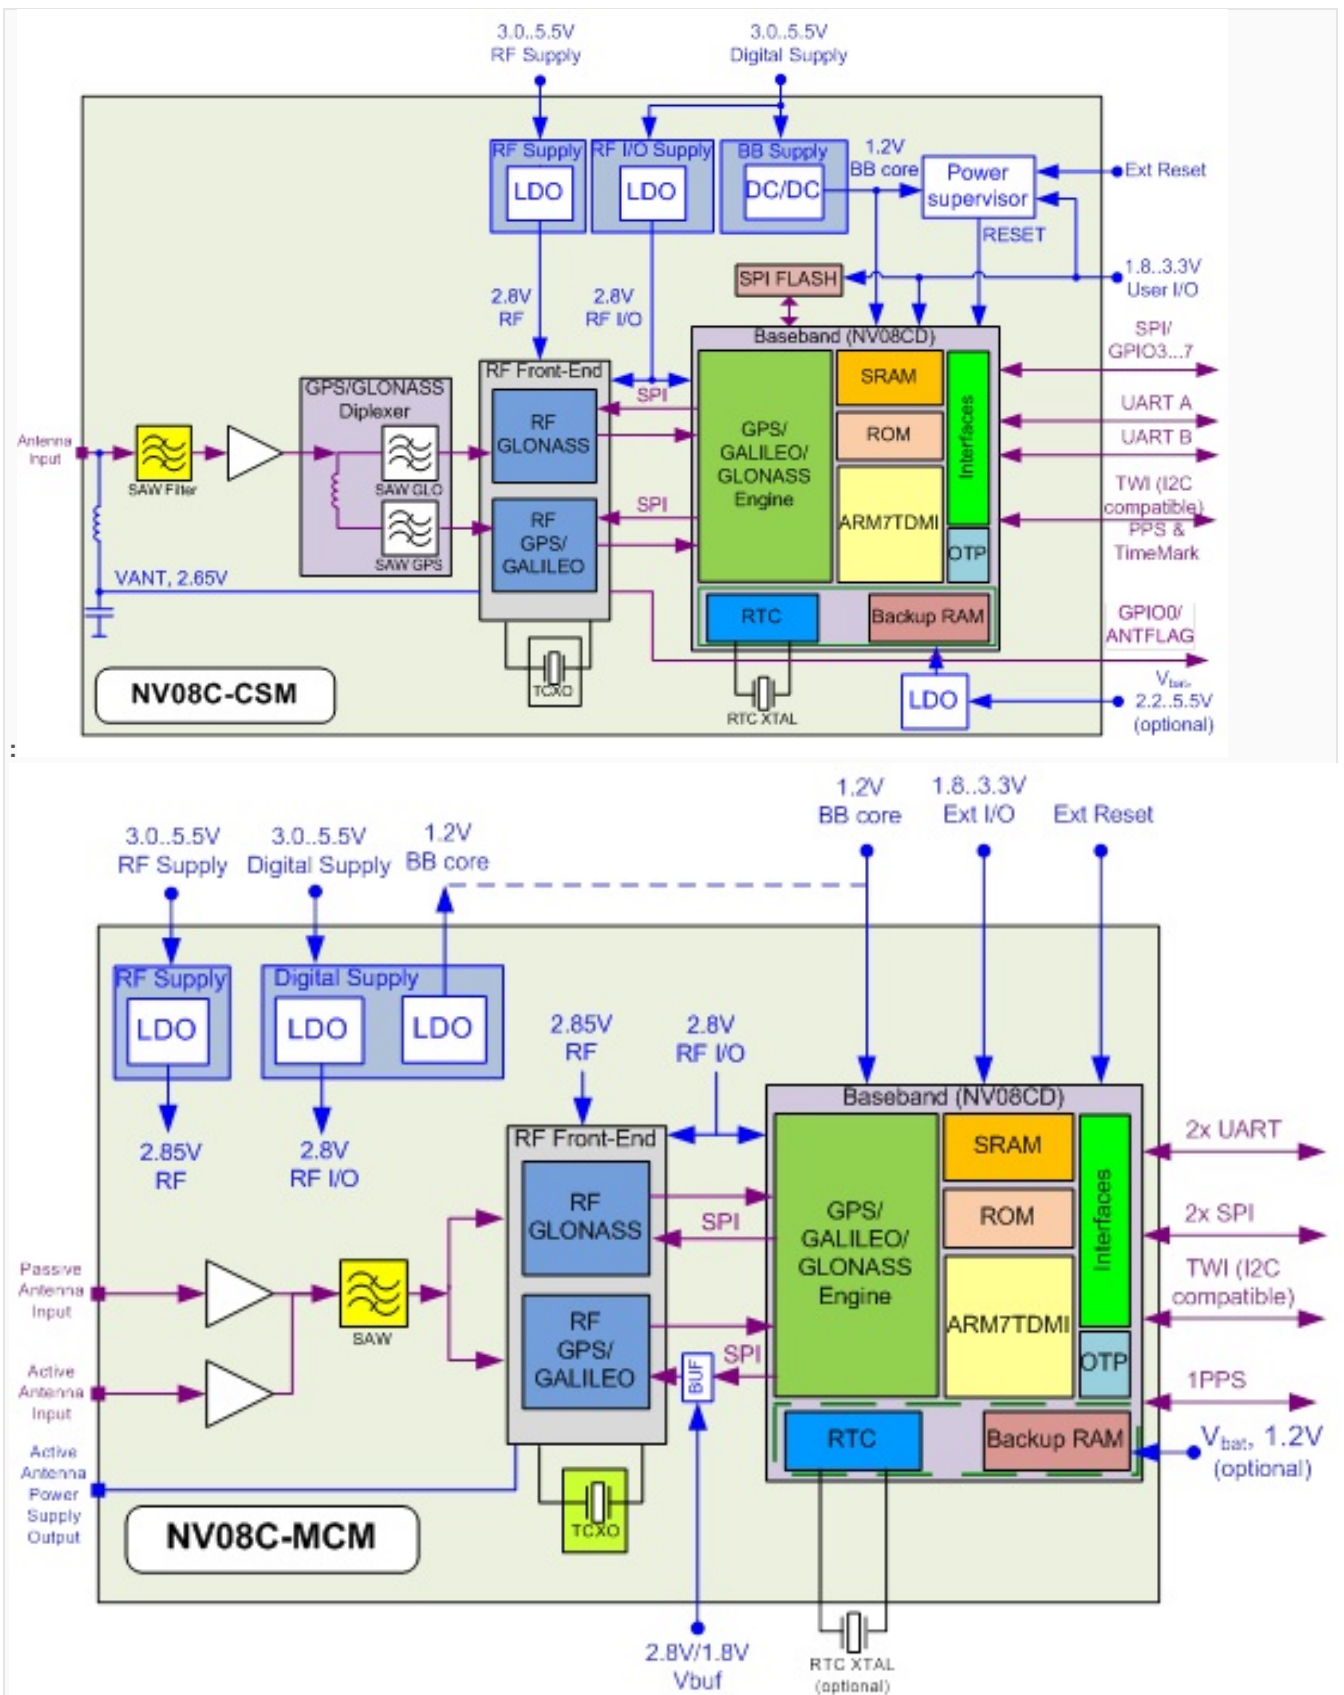 3.0..5.5V
RF Supply
3.0..5.5V
Digital Supply
RF Supply
LDO
RF I/O Supply
LDO
BB Supply
DC/DC
1.2V
BB core
Power
supervisor
Ext Reset
RESET
SPI FLASH
1.8..3.3V
User I/O
2.8V
RF
2.8V
RF I/O
Baseband (NV08CD)
SPI/
GPIO3...7
RF Front-End
GPS/GLONASS
Diplexer
SPI
RF
GLONASS
GPS/
GALILEO/
GLONASS
Engine
SRAM
ROM
Interfaces
UART A
UART B
Antenna
Input
SAW Filter
SAW GLO
SAW GPS
SPI
RF
GPS/
GALILEO
ARM7TDMI
OTP
TWI (I2C
compatible)
PPS &
TimeMark
VANT, 2.65V
RTC
Backup RAM
GPIO0/
ANTFLAG
TCXO
RTC XTAL
LDO
Vbat,
2.2..5.5V
(optional)
NV08C-CSM
:
3.0..5.5V
RF Supply
3.0..5.5V
Digital Supply
1.2V
BB core
1.2V
BB core
1.8..3.3V
Ext I/O
Ext Reset
RF Supply
LDO
Digital Supply
LDO
LDO
2.85V
RF
2.8V
RF I/O
2.85V
RF
2.8V
RF I/O
Baseband (NV08CD)
RF Front-End
RF
GLONASS
SPI
GPS/
GALILEO/
GLONASS
Engine
SRAM
ROM
Interfaces
2x UART
2x SPI
Passive
Antenna
Input
SAW
RF
GPS/
GALILEO
BUF
SPI
ARM7TDMI
OTP
TWI (I2C
compatible)
Active
Antenna
Input
1PPS
RTC
Backup RAM
Vbat, 1.2V
(optional)
Active
Antenna
Power
Supply
Output
TCXO
NV08C-MCM
2.8V/1.8V
Vbuf
RTC XTAL
(optional)